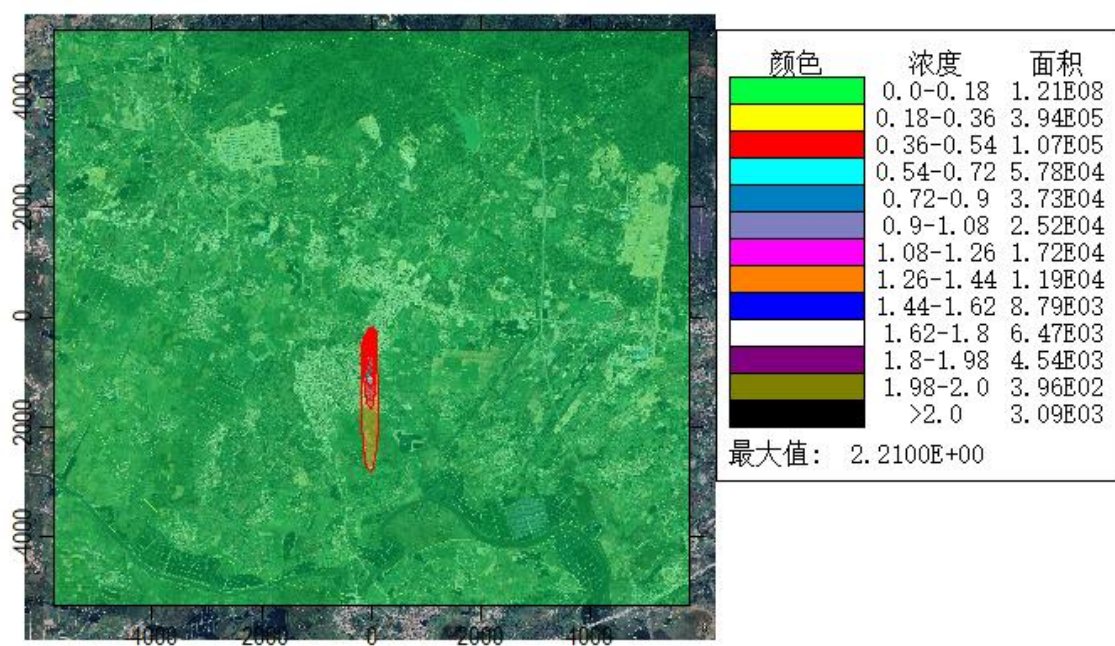 颜色 浓度 面积
0.0-0.18 1.21E08
0.18-0.36 3.94E05
0.36-0.54 1.07E05
0.54-0.72 5.78E04
0.72-0.9 3.73E04
0.9-1.08 2.52E04
1.08-1.26 1.72E04
1.26-1.44 1.19E04
1.44-1.62 8.79E03
1.62-1.8 6.47E03
1.8-1.98 4.54E03
1.98-2.0 3.96E02
>2.0 3.09E03
最大值: 2.2100E+00
4000
2000
0
2000
4000
-4000 -2000 0 2000 4000